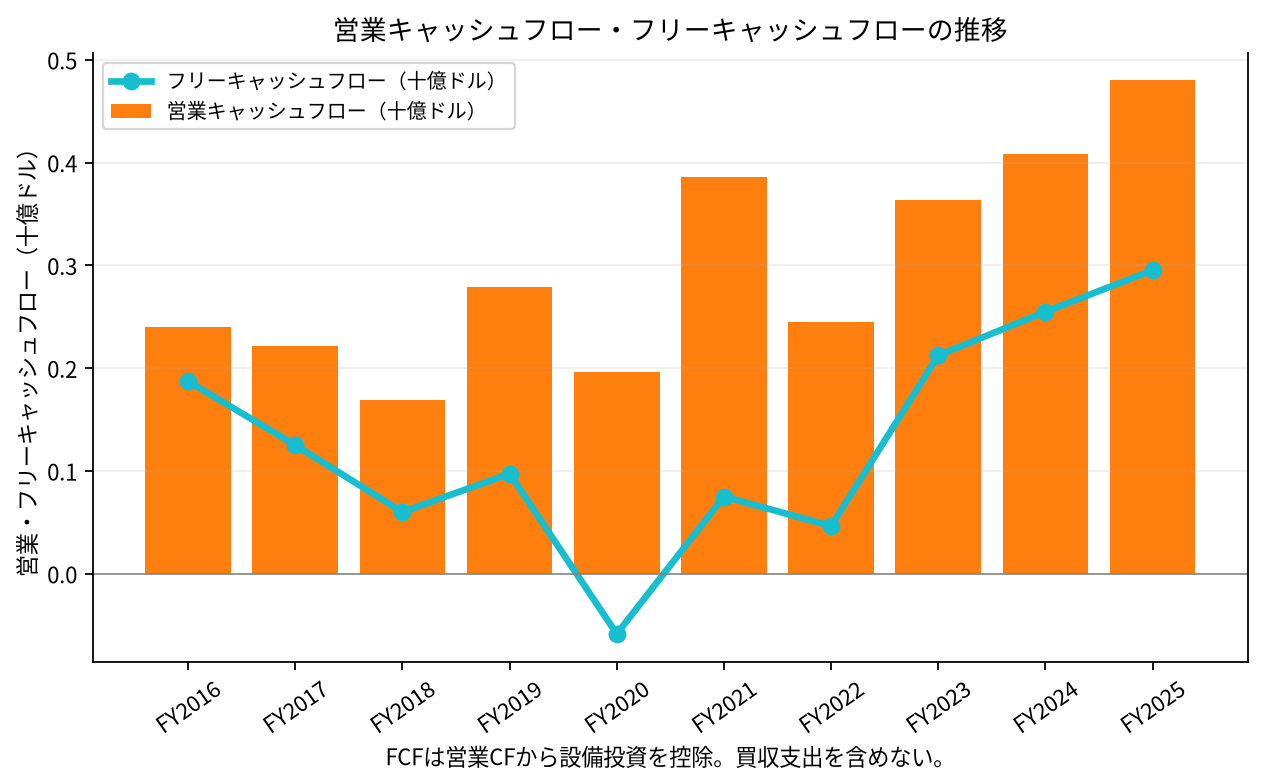 営業キャッシュフロー・フリーキャッシュフローの推移
フリーキャッシュフロー（十億ドル）
営業キャッシュフロー（十億ドル）
営業・フリーキャッシュフロー（十億ドル）
0.5
0.4
0.3
0.2
0.1
0.0
FY2016
FY2017
FY2018
FY2019
FY2020
FY2021
FY2022
FY2023
FY2024
FY2025
FCFは営業CFから設備投資を控除。買収支出を含めない。